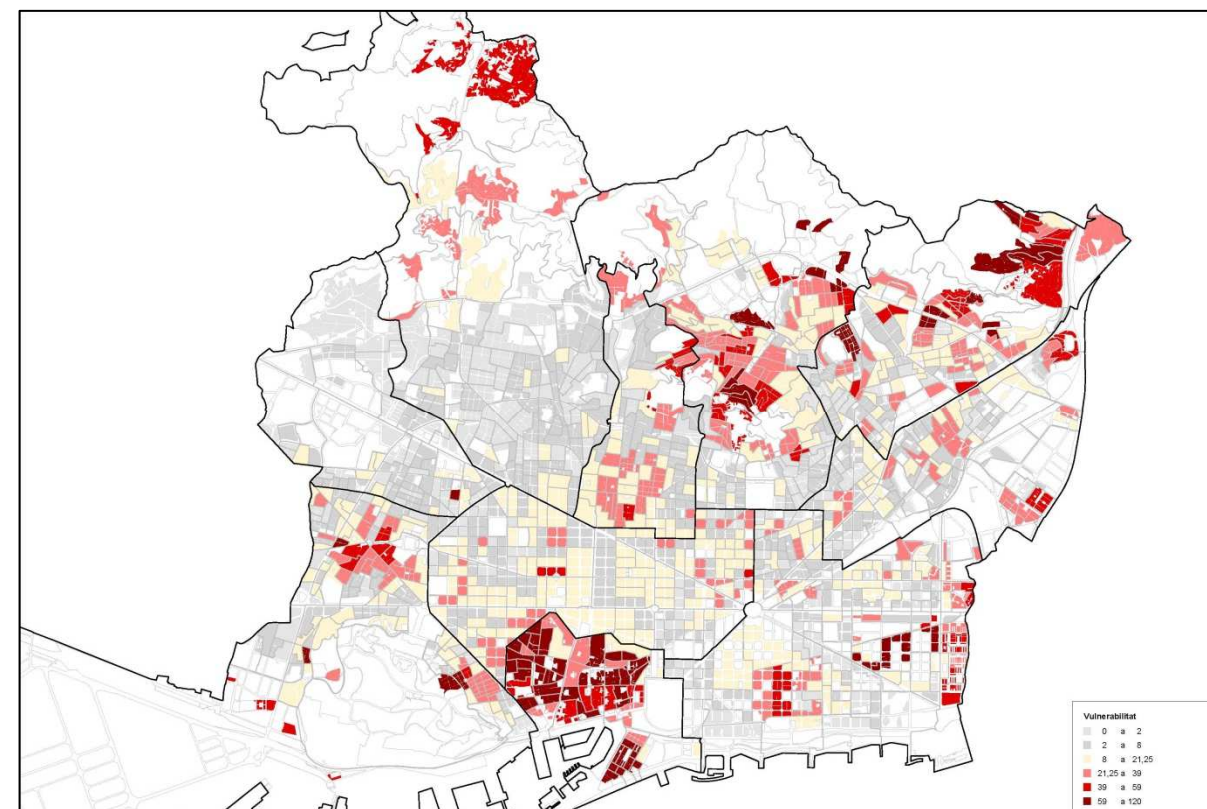 Vulnerabilitat
0 a 2
2 a 8
8 a 21,25
21,25 a 39
39 a 59
59 a 120